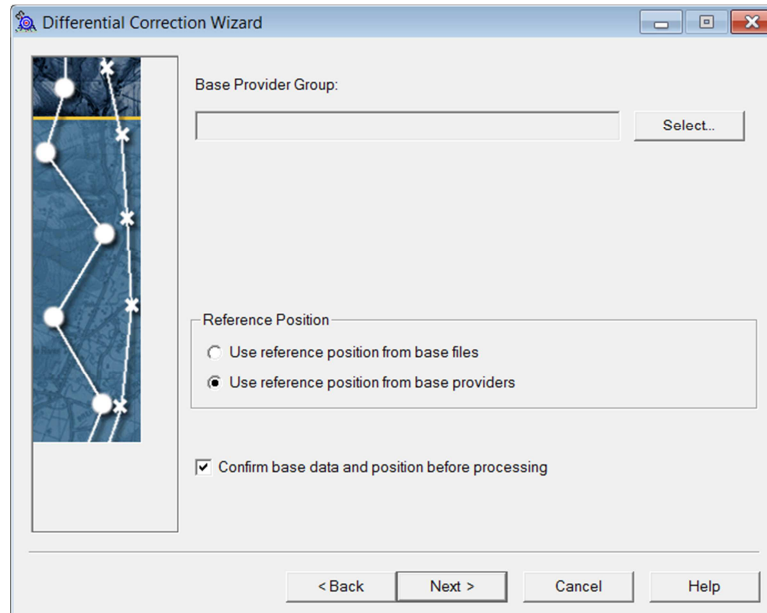 Differential Correction Wizard
Base Provider Group:
Select...
Reference Position
Use reference position from base files
Use reference position from base providers
Confirm base data and position before processing
< Back Next > Cancel Help